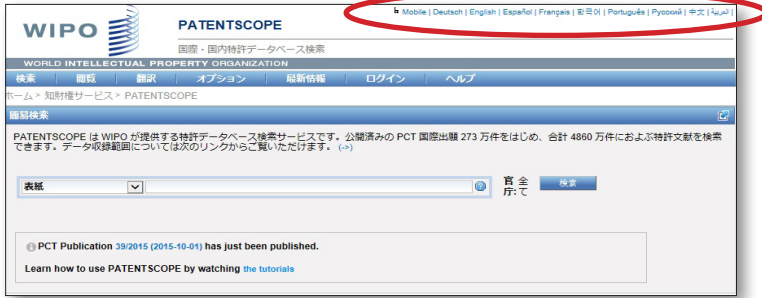 Mobile | Deutsch | English | Español | Français | 한국어 | Português | Русский | 中文 | العربية |
WIPO
PATENTSCOPE
国際・国内特許データベース検索
WORLD INTELLECTUAL PROPERTY ORGANIZATION
検索 閲覧 翻訳 オプション 最新情報 ログイン ヘルプ
ホーム > 知財権サービス > PATENTSCOPE
簡易検索
PATENTSCOPE は WIPO が提供する特許データベース検索サービスです。公開済みの PCT 国際出願 273 万件をはじめ、合計 4860 万件におよぶ特許文献を検索
できます。データ収録範囲については次のリンクからご覧いただけます。 (->)
表紙 官庁: 全て 検索
PCT Publication 39/2015 (2015-10-01) has just been published.
Learn how to use PATENTSCOPE by watching the tutorials